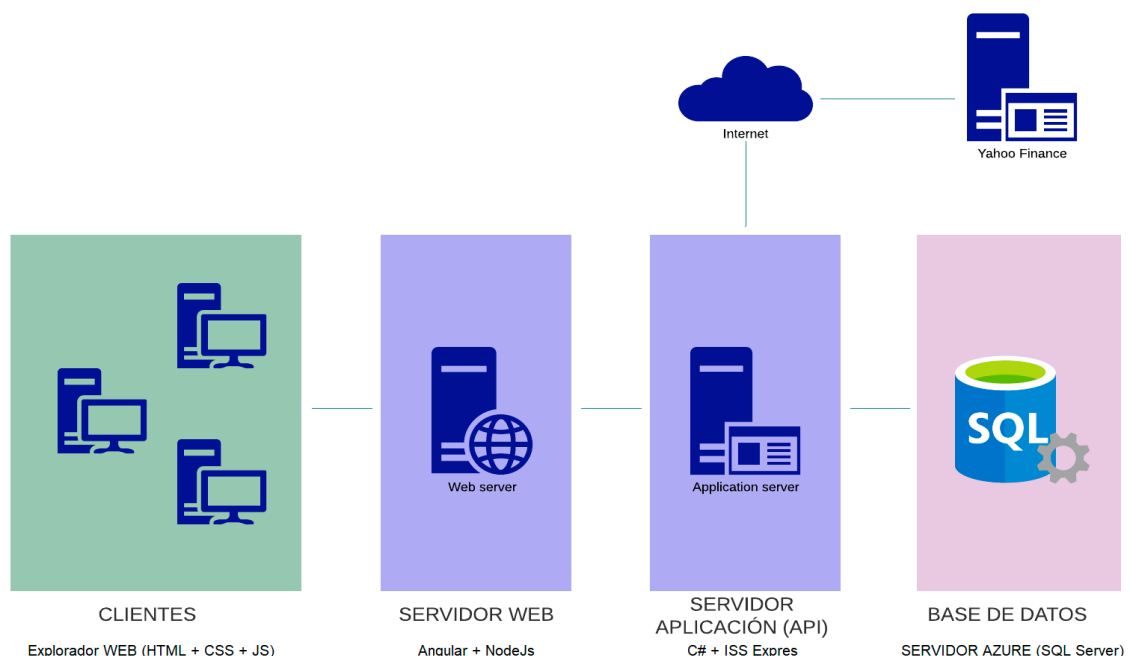 Internet
Yahoo Finance
SQL
Web server
Application server
CLIENTES
SERVIDOR WEB
SERVIDOR
APLICACIÓN (API)
BASE DE DATOS
Explorador WEB (HTML + CSS + JS)
Angular + NodeJs
C# + ISS Expres
SERVIDOR AZURE (SQL Server)